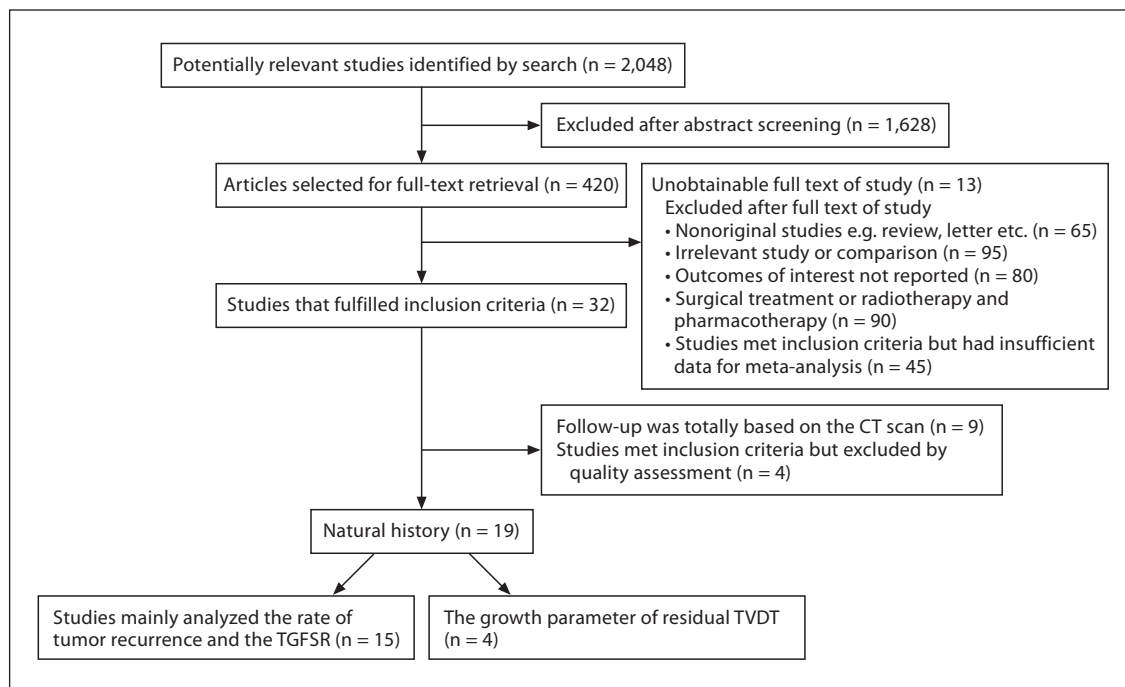 Potentially relevant studies identified by search (n = 2,048)
Excluded after abstract screening (n = 1,628)
Articles selected for full-text retrieval (n = 420)
Unobtainable full text of study (n = 13)
Excluded after full text of study
• Nonoriginal studies e.g. review, letter etc. (n = 65)
• Irrelevant study or comparison (n = 95)
• Outcomes of interest not reported (n = 80)
• Surgical treatment or radiotherapy and
pharmacotherapy (n = 90)
• Studies met inclusion criteria but had insufficient
data for meta-analysis (n = 45)
Studies that fulfilled inclusion criteria (n = 32)
Follow-up was totally based on the CT scan (n = 9)
Studies met inclusion criteria but excluded by
quality assessment (n = 4)
Natural history (n = 19)
Studies mainly analyzed the rate of
tumor recurrence and the TGFSR (n = 15)
The growth parameter of residual TVDT
(n = 4)